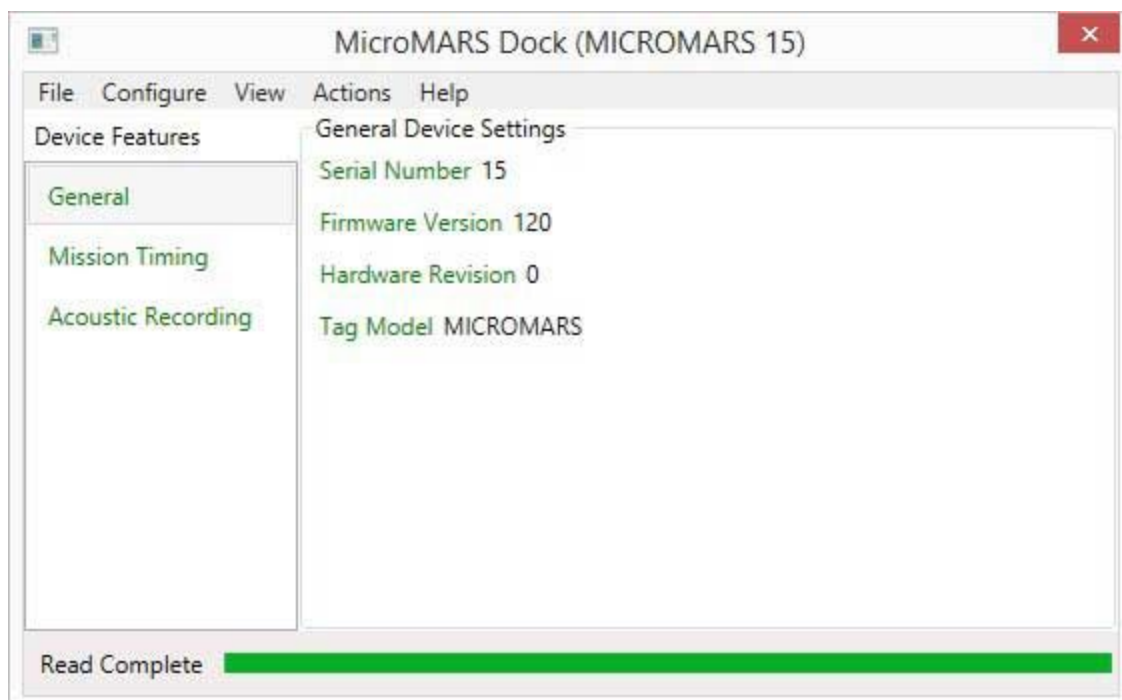 MicroMARS Dock (MICROMARS 15)
File Configure View Actions Help
Device Features
General
Mission Timing
Acoustic Recording
General Device Settings
Serial Number 15
Firmware Version 120
Hardware Revision 0
Tag Model MICROMARS
Read Complete